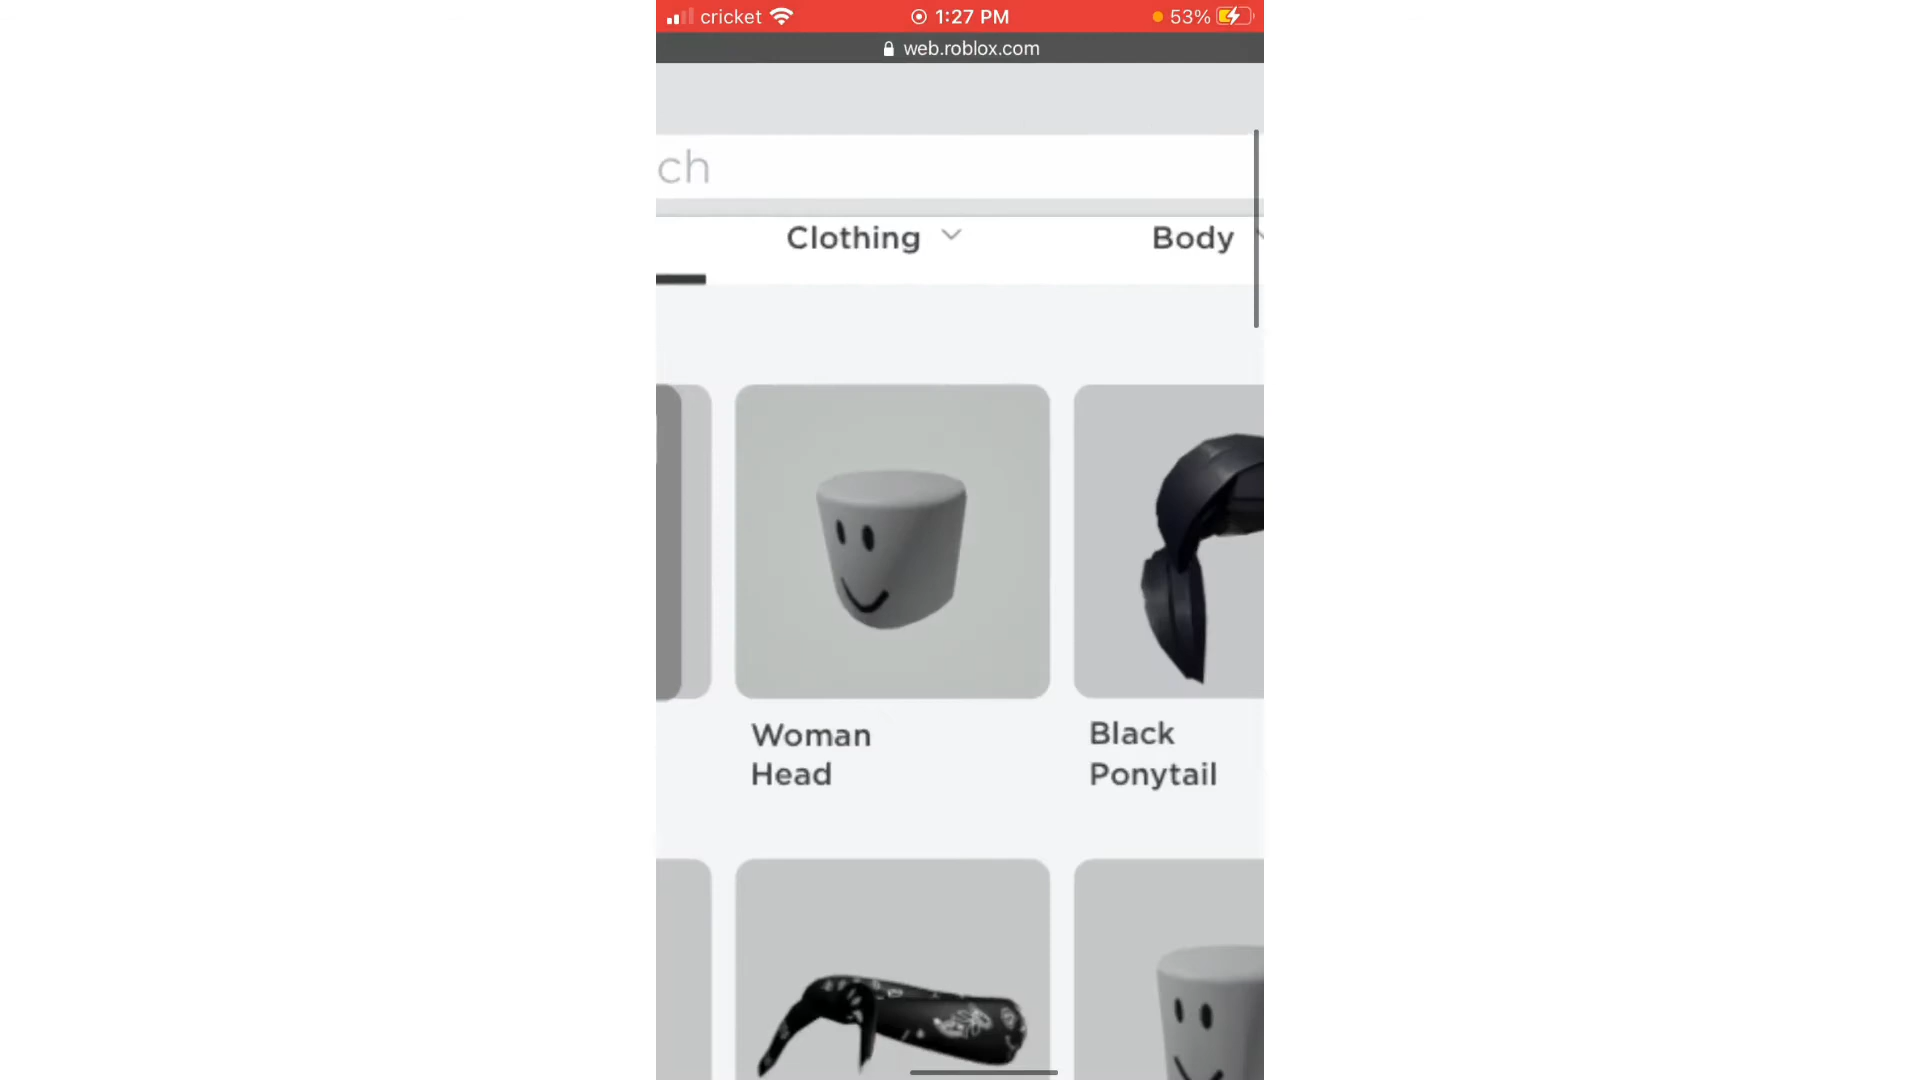 cricket 1:27 PM 53%
web.roblox.com
ch
Clothing Body
Woman
Head
Black
Ponytail